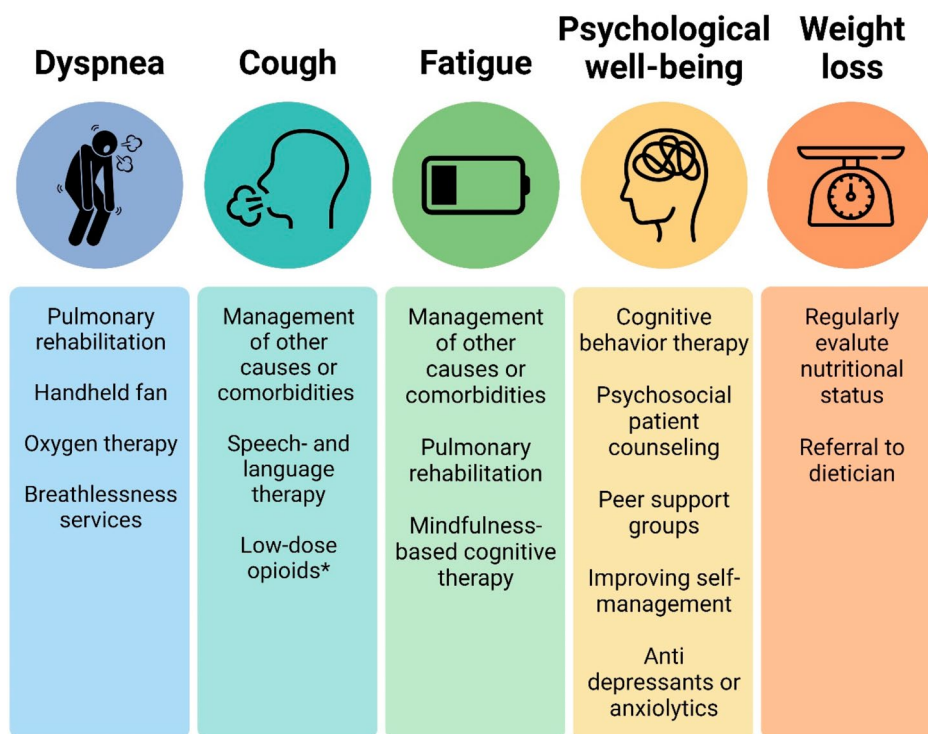 Dyspnea
Cough
Fatigue
Psychological
well-being
Weight
loss
Pulmonary
rehabilitation
Handheld fan
Oxygen therapy
Breathlessness
services
Management
of other
causes or
comorbidities
Speech- and
language
therapy
Low-dose
opioids*
Management
of other
causes or
comorbidities
Pulmonary
rehabilitation
Mindfulness-
based cognitive
therapy
Cognitive
behavior therapy
Psychosocial
patient
counseling
Peer support
groups
Improving self-
management
Anti
depressants or
anxiolytics
Regularly
evalute
nutritional
status
Referral to
dietician